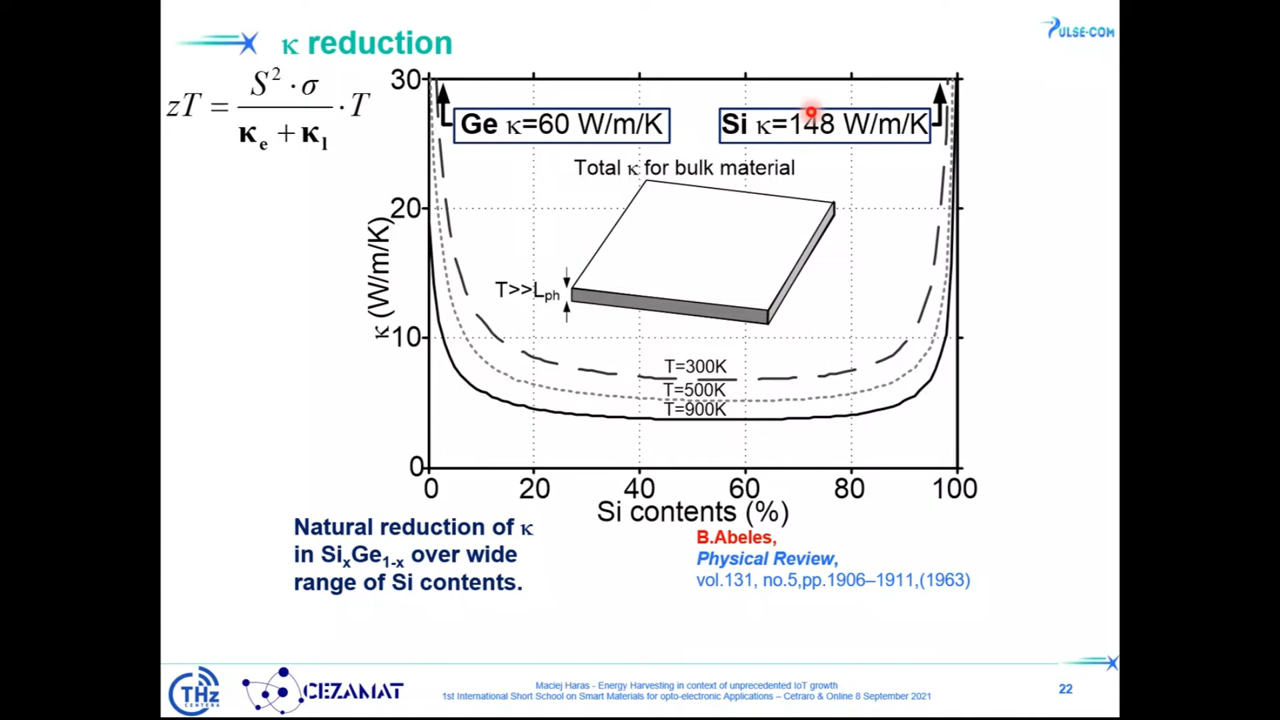 PULSE-COM
κ reduction
zT = S² · σ / κe + κl · T
30
Ge κ=60 W/m/K
Si κ=148 W/m/K
Total κ for bulk material
20
κ (W/m/K)
T>>Lph
10
T=300K
T=500K
T=900K
0
0 20 40 60 80 100
Si contents (%)
Natural reduction of κ
in SixGe1-x over wide
range of Si contents.
B.Abeles,
Physical Review,
vol.131, no.5,pp.1906–1911,(1963)
THz
CENTERA
CEZAMAT
Maciej Haras - Energy Harvesting in context of unprecedented IoT growth
1st International Short School on Smart Materials for opto-electronic Applications – Cetraro & Online 8 September 2021
22